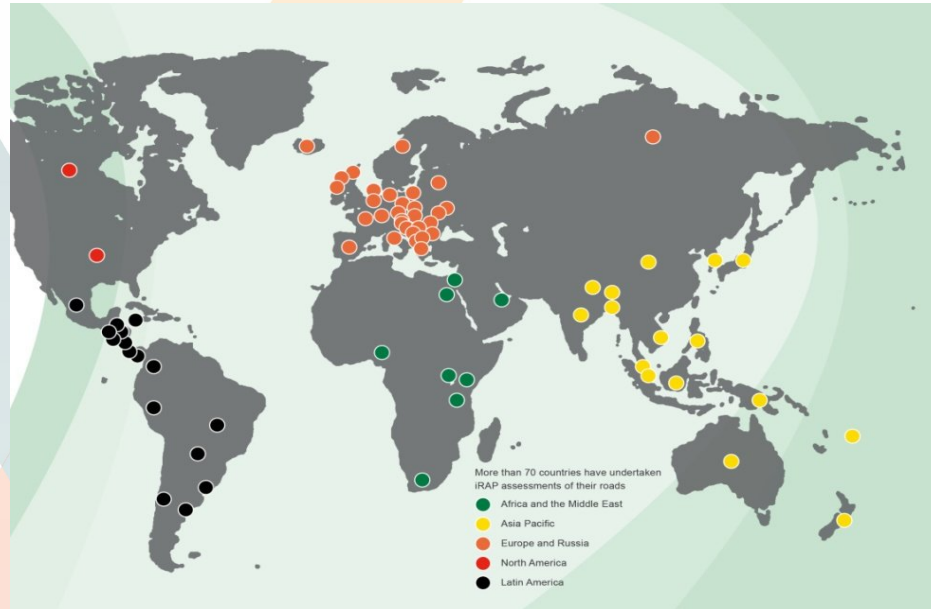 More than 70 countries have undertaken
iRAP assessments of their roads
Africa and the Middle East
Asia Pacific
Europe and Russia
North America
Latin America